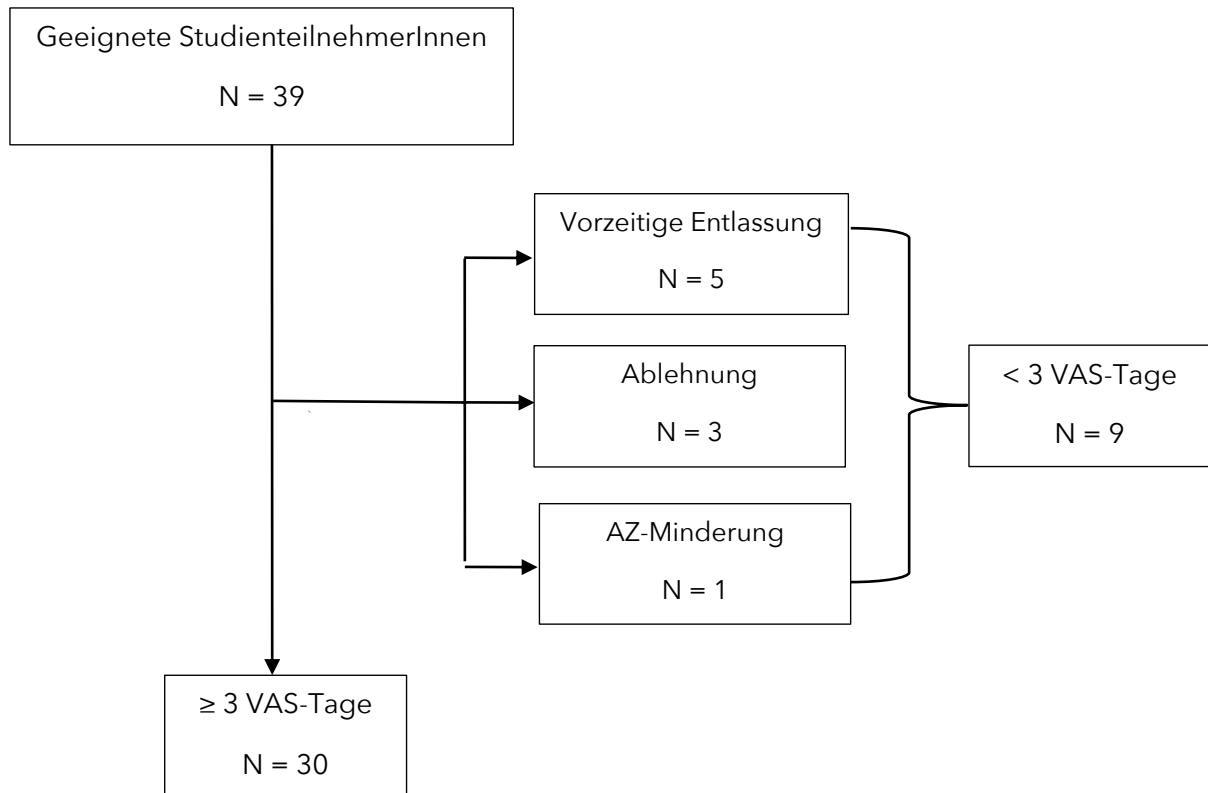 Geeignete StudienteilnehmerInnen
N = 39
Vorzeitige Entlassung
N = 5
Ablehnung
N = 3
< 3 VAS-Tage
N = 9
AZ-Minderung
N = 1
≥ 3 VAS-Tage
N = 30